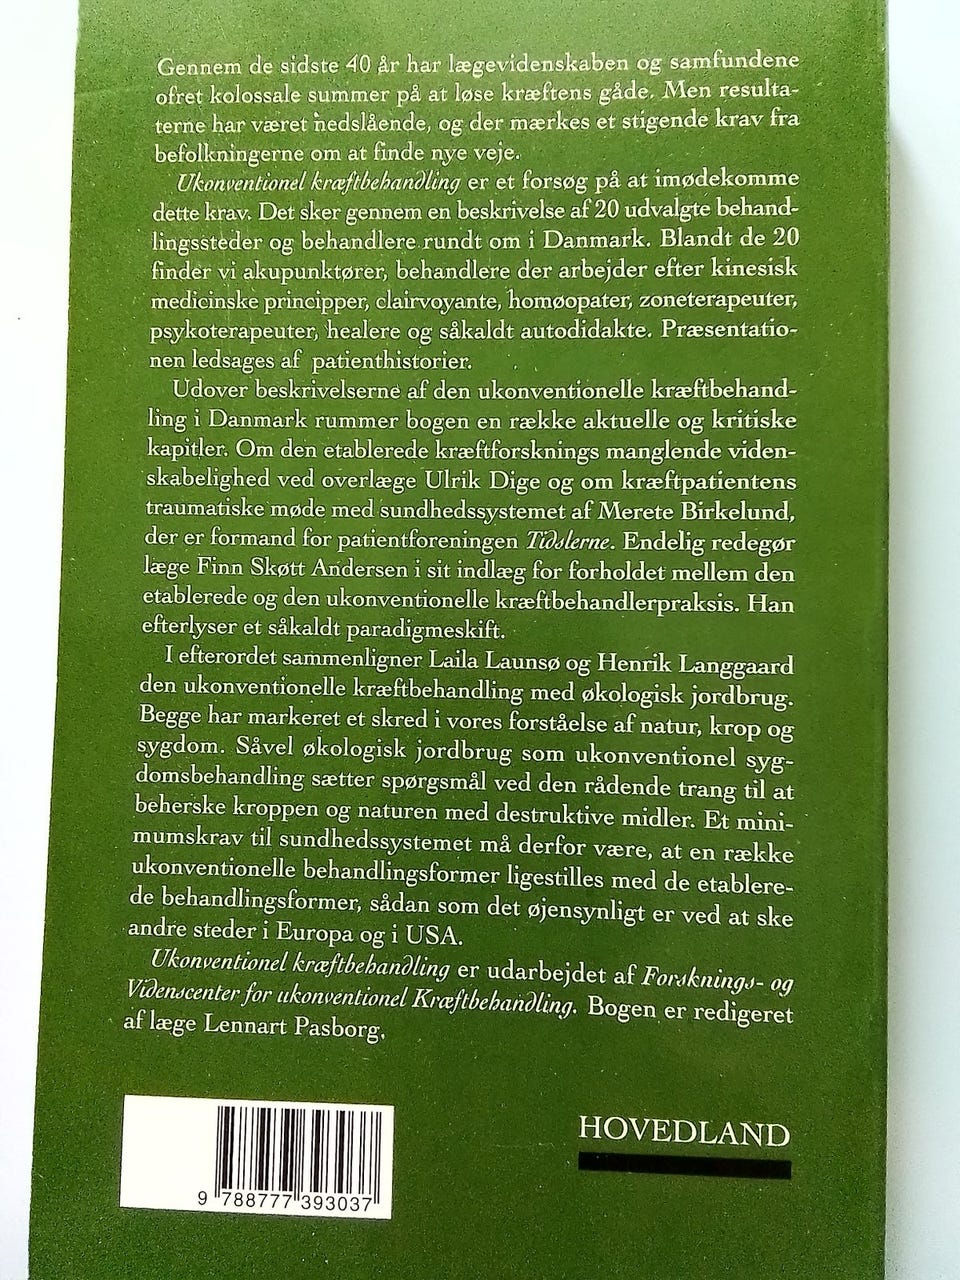 Gennem de sidste 40 år har lægevidenskaben og samfundene
ofret kolossale summer på at løse kræftens gåde. Men resulta-
terne har været nedslående, og der mærkes et stigende krav fra
befolkningerne om at finde nye veje.
Ukonventionel kræftbehandling er et forsøg på at imødekomme
dette krav. Det sker gennem en beskrivelse af 20 udvalgte behand-
lingssteder og behandlere rundt om i Danmark. Blandt de 20
finder vi akupunktører, behandlere der arbejder efter kinesisk
medicinske principper, clairvoyante, homøopater, zoneterapeuter,
psykoterapeuter, healere og såkaldt autodidakte. Præsentatio-
nen ledsages af patienthistorier.
Udover beskrivelserne af den ukonventionelle kræftbehand-
ling i Danmark rummer bogen en række aktuelle og kritiske
kapitler. Om den etablerede kræftforsknings manglende viden-
skabelighed ved overlæge Ulrik Dige og om kræftpatientens
traumatiske møde med sundhedssystemet af Merete Birkelund,
der er formand for patientforeningen Tidslerne. Endelig redegør
læge Finn Skøtt Andersen i sit indlæg for forholdet mellem den
etablerede og den ukonventionelle kræftbehandlerpraksis. Han
efterlyser et såkaldt paradigmeskift.
I efterordet sammenligner Laila Launsø og Henrik Langgaard
den ukonventionelle kræftbehandling med økologisk jordbrug.
Begge har markeret et skred i vores forståelse af natur, krop og
sygdom. Såvel økologisk jordbrug som ukonventionel syg-
domsbehandling sætter spørgsmål ved den rådende trang til at
beherske kroppen og naturen med destruktive midler. Et mini-
mumskrav til sundhedssystemet må derfor være, at en række
ukonventionelle behandlingsformer ligestilles med de etablere-
de behandlingsformer, sådan som det øjensynligt er ved at ske
andre steder i Europa og i USA.
Ukonventionel kræftbehandling er udarbejdet af Forsknings- og
Videnscenter for ukonventionel Kræftbehandling. Bogen er redigeret
af læge Lennart Pasborg.
HOVEDLAND
9 788777 393037